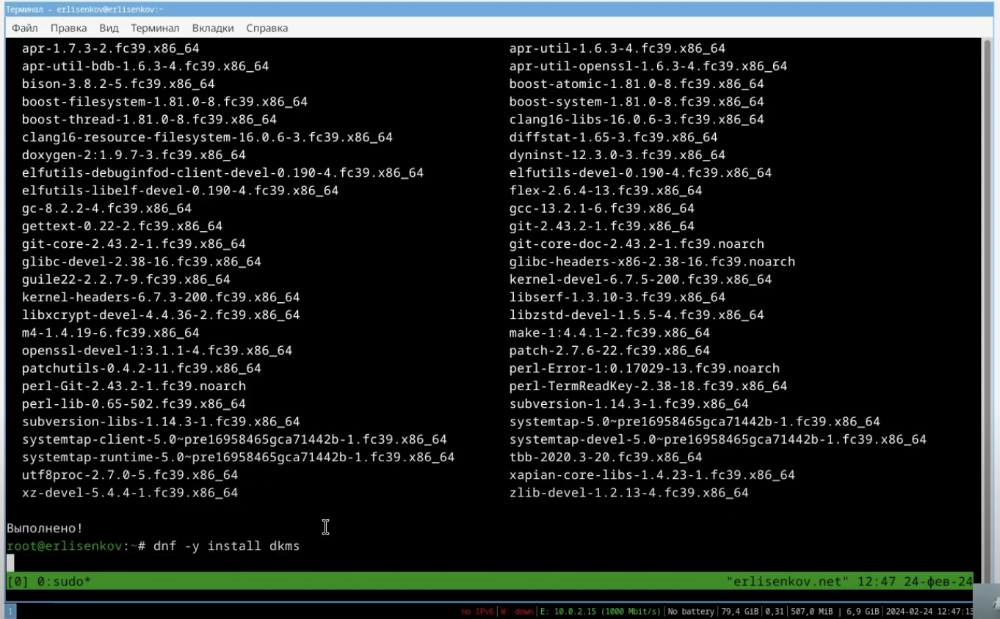 Терминал - erlisenkov@erlisenkov:~
Файл Правка Вид Терминал Вкладки Справка
apr-1.7.3-2.fc39.x86_64 apr-util-1.6.3-4.fc39.x86_64
apr-util-bdb-1.6.3-4.fc39.x86_64 apr-util-openssl-1.6.3-4.fc39.x86_64
bison-3.8.2-5.fc39.x86_64 boost-atomic-1.81.0-8.fc39.x86_64
boost-filesystem-1.81.0-8.fc39.x86_64 boost-system-1.81.0-8.fc39.x86_64
boost-thread-1.81.0-8.fc39.x86_64 clang16-libs-16.0.6-3.fc39.x86_64
clang16-resource-filesystem-16.0.6-3.fc39.x86_64 diffstat-1.65-3.fc39.x86_64
doxygen-2:1.9.7-3.fc39.x86_64 dyninst-12.3.0-3.fc39.x86_64
elfutils-debuginfod-client-devel-0.190-4.fc39.x86_64 elfutils-devel-0.190-4.fc39.x86_64
elfutils-libelf-devel-0.190-4.fc39.x86_64 flex-2.6.4-13.fc39.x86_64
gc-8.2.2-4.fc39.x86_64 gcc-13.2.1-6.fc39.x86_64
gettext-0.22-2.fc39.x86_64 git-2.43.2-1.fc39.x86_64
git-core-2.43.2-1.fc39.x86_64 git-core-doc-2.43.2-1.fc39.noarch
glibc-devel-2.38-16.fc39.x86_64 glibc-headers-x86-2.38-16.fc39.noarch
guile22-2.2.7-9.fc39.x86_64 kernel-devel-6.7.5-200.fc39.x86_64
kernel-headers-6.7.3-200.fc39.x86_64 libserf-1.3.10-3.fc39.x86_64
libxcrypt-devel-4.4.36-2.fc39.x86_64 libzstd-devel-1.5.5-4.fc39.x86_64
m4-1.4.19-6.fc39.x86_64 make-1:4.4.1-2.fc39.x86_64
openssl-devel-1:3.1.1-4.fc39.x86_64 patch-2.7.6-22.fc39.x86_64
patchutils-0.4.2-11.fc39.x86_64 perl-Error-1:0.17029-13.fc39.noarch
perl-Git-2.43.2-1.fc39.noarch perl-TermReadKey-2.38-18.fc39.x86_64
perl-lib-0.65-502.fc39.x86_64 subversion-1.14.3-1.fc39.x86_64
subversion-libs-1.14.3-1.fc39.x86_64 systemtap-5.0~pre16958465gca71442b-1.fc39.x86_64
systemtap-client-5.0~pre16958465gca71442b-1.fc39.x86_64 systemtap-devel-5.0~pre16958465gca71442b-1.fc39.x86_64
systemtap-runtime-5.0~pre16958465gca71442b-1.fc39.x86_64 tbb-2020.3-20.fc39.x86_64
utf8proc-2.7.0-5.fc39.x86_64 xapian-core-libs-1.4.23-1.fc39.x86_64
xz-devel-5.4.4-1.fc39.x86_64 zlib-devel-1.2.13-4.fc39.x86_64
Выполнено!
root@erlisenkov:~# dnf -y install dkms
[0] 0:sudo* "erlisenkov.net" 12:47 24-фев-24
1 no IPv6 | W: down | E: 10.0.2.15 (1000 Mbit/s) | No battery | 79,4 GiB | 0,31 | 507,0 MiB | 6,9 GiB | 2024-02-24 12:47:13